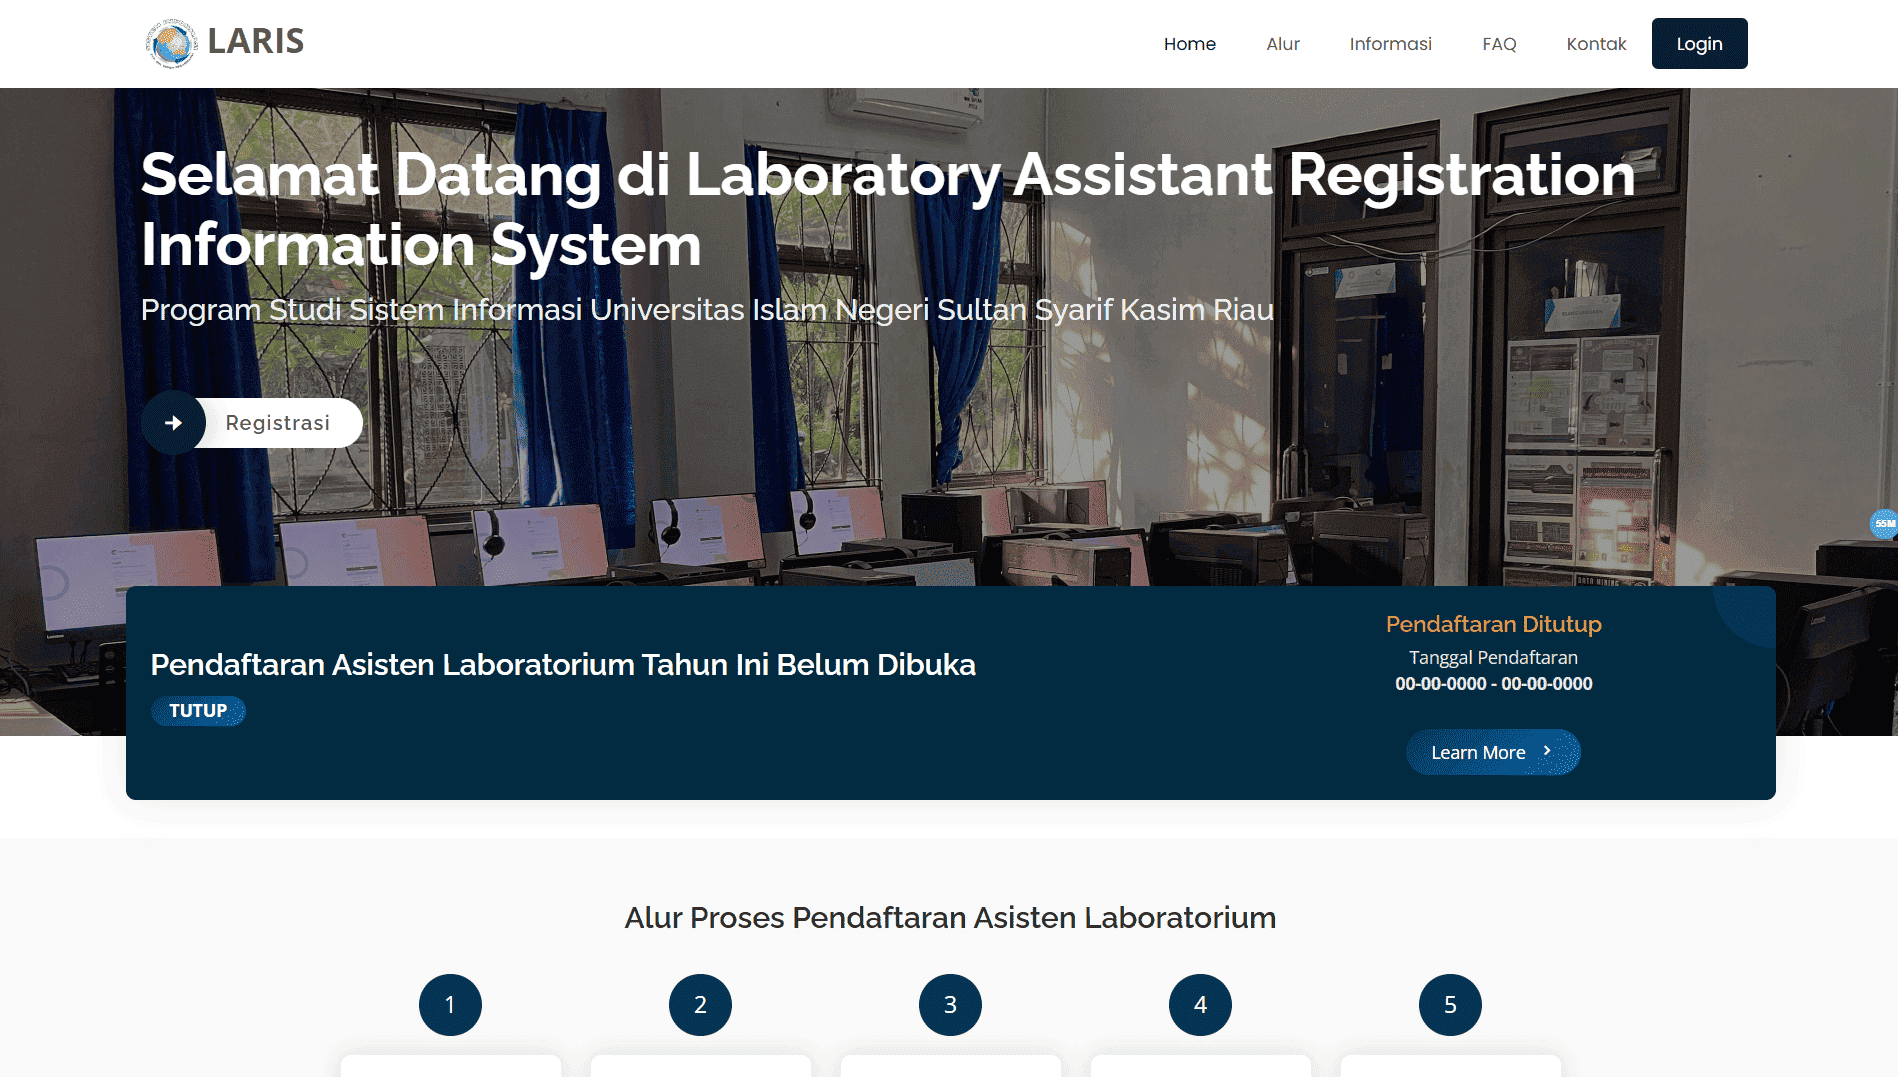 LARIS
Home
Alur
Informasi
FAQ
Kontak
Login
Selamat Datang di Laboratory Assistant Registration
Information System
Program Studi Sistem Informasi Universitas Islam Negeri Sultan Syarif Kasim Riau
Registrasi
55M
DATA MINING
Pendaftaran Asisten Laboratorium Tahun Ini Belum Dibuka
TUTUP
Pendaftaran Ditutup
Tanggal Pendaftaran
00-00-0000 - 00-00-0000
Learn More
Alur Proses Pendaftaran Asisten Laboratorium
1
2
3
4
5